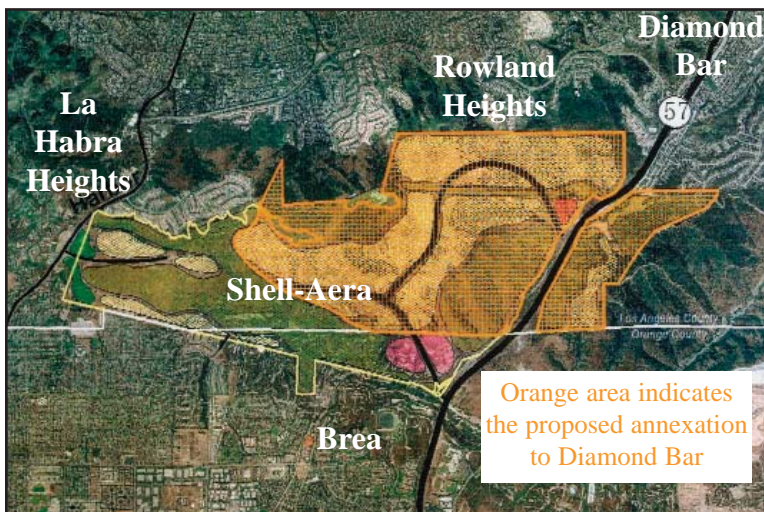 Diamond
Bar
Rowland
Heights
57
La
Habra
Heights
Shell-Aera
Los Angeles County
Orange County
Orange area indicates
the proposed annexation
to Diamond Bar
Brea